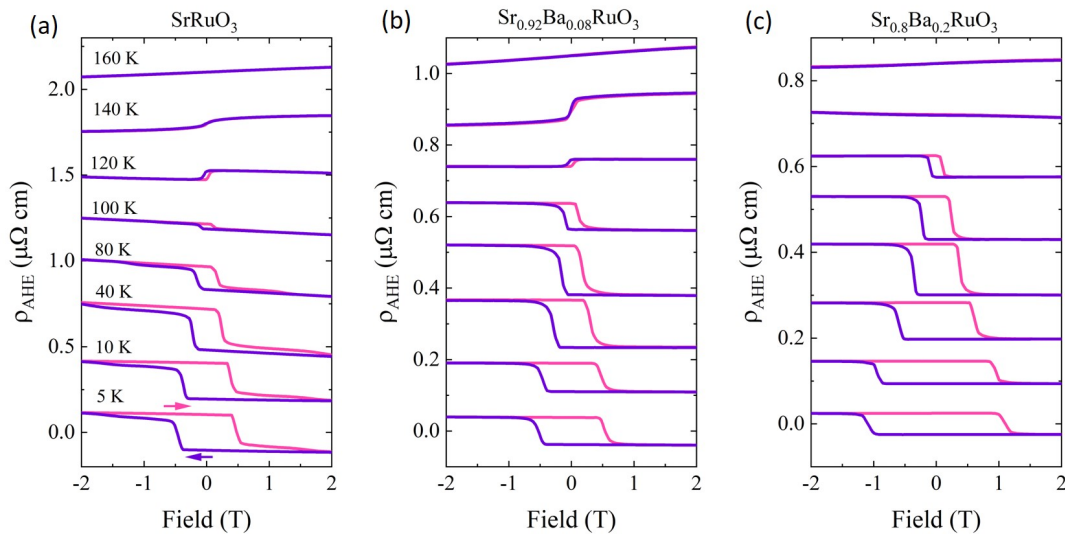 (a) SrRuO₃
(b) Sr₀.₉₂Ba₀.₀₈RuO₃
(c) Sr₀.₈Ba₀.₂RuO₃
ρAHE (μΩ cm)
2.0
1.5
1.0
0.5
0.0
160 K
140 K
120 K
100 K
80 K
40 K
10 K
5 K
-2 -1 0 1 2
Field (T)
ρAHE (μΩ cm)
1.0
0.8
0.6
0.4
0.2
0.0
-2 -1 0 1 2
Field (T)
ρAHE (μΩ cm)
0.8
0.6
0.4
0.2
0.0
-2 -1 0 1 2
Field (T)